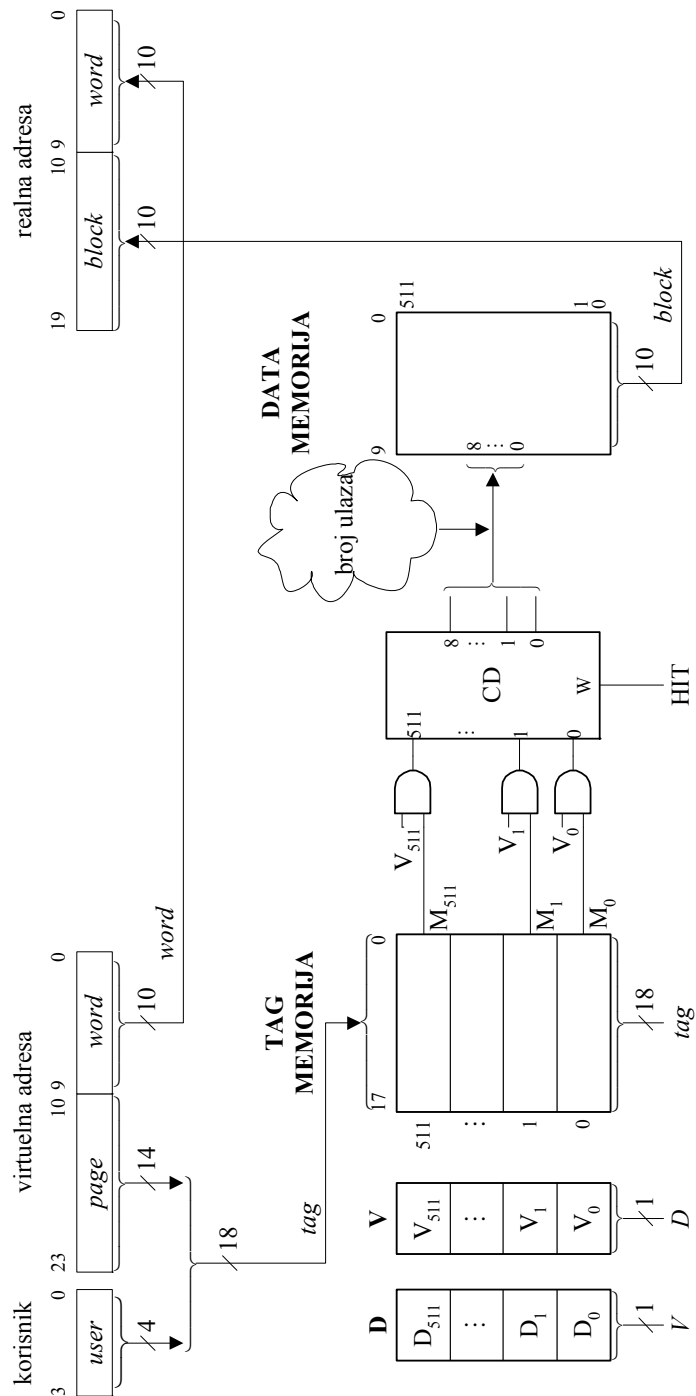 korisnik
virtuelna adresa
realna adresa
3 0
23 10 9 0
19 10 9 0
user
page word
block word
4
14
10
10
10
word
18
tag
TAG
MEMORIJA
DATA
MEMORIJA
broj ulaza
D
V
17 0
9 0
D511
⋮
D1
D0
V511
⋮
V1
V0
511
⋮
1
0
M511
M1
M0
V511
V1
V0
511
⋮
1
0
CD
8
⋮
1
0
W
8
⋮
0
511
1
0
1
V
1
D
18
tag
HIT
10
block